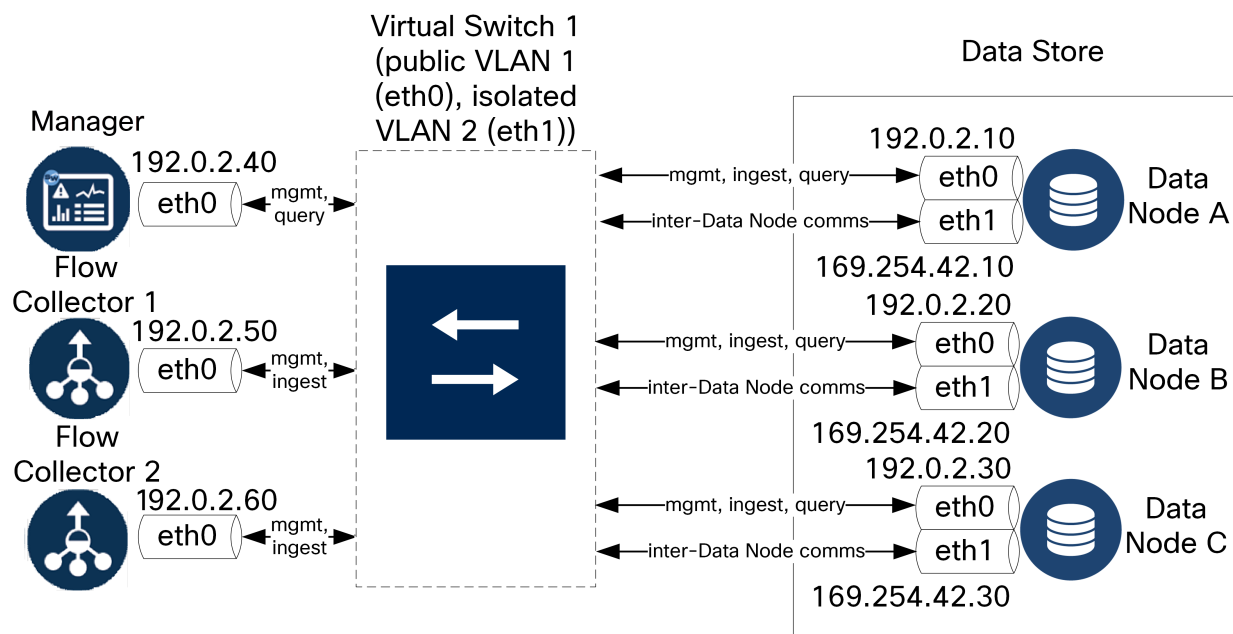 Virtual Switch 1
(public VLAN 1
(eth0), isolated
VLAN 2 (eth1))
Data Store
Manager
192.0.2.40
eth0
mgmt,
query
Flow
Collector 1
192.0.2.50
eth0
mgmt,
ingest
Flow
Collector 2
192.0.2.60
eth0
mgmt,
ingest
192.0.2.10
mgmt, ingest, query
eth0
inter-Data Node comms
eth1
Data
Node A
169.254.42.10
192.0.2.20
mgmt, ingest, query
eth0
inter-Data Node comms
eth1
Data
Node B
169.254.42.20
192.0.2.30
mgmt, ingest, query
eth0
inter-Data Node comms
eth1
Data
Node C
169.254.42.30